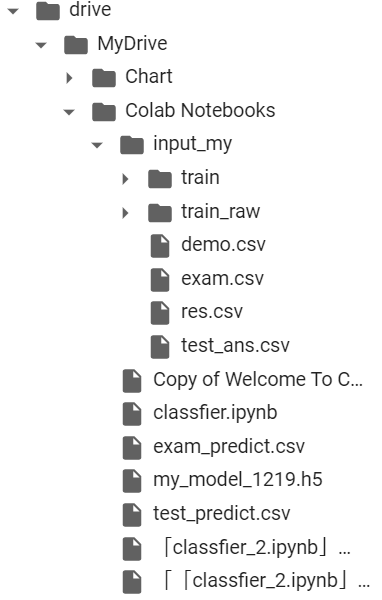 drive
MyDrive
Chart
Colab Notebooks
input_my
train
train_raw
demo.csv
exam.csv
res.csv
test_ans.csv
Copy of Welcome To C...
classfier.ipynb
exam_predict.csv
my_model_1219.h5
test_predict.csv
「classfier_2.ipynb」 ...
「「classfier_2.ipynb」 ...